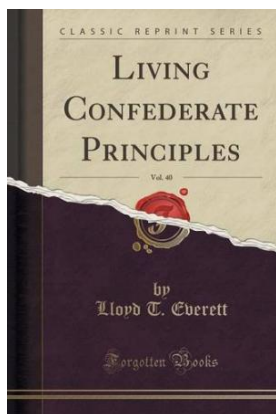 CLASSIC REPRINT SERIES
LIVING
CONFEDERATE
PRINCIPLES
Vol. 40
by
Lloyd T. Everett
Forgotten Books